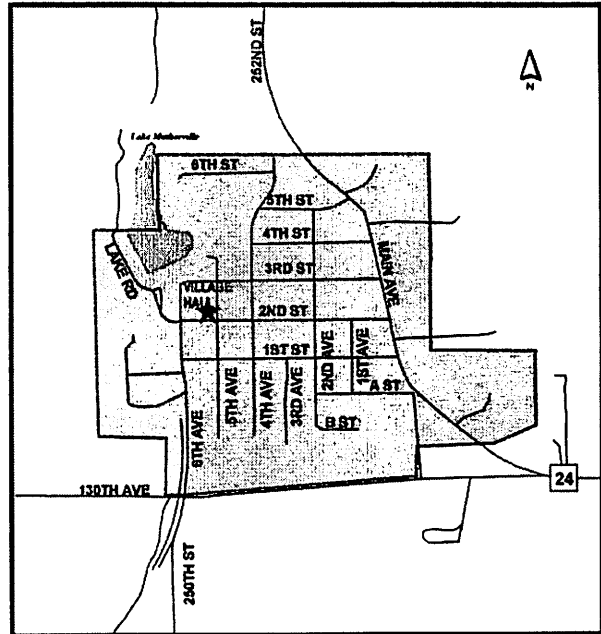 252ND ST
N
Lake Matherville
6TH ST
5TH ST
4TH ST
MAIN AVE
3RD ST
LAKE RD
VILLAGE
HALL
2ND ST
1ST ST
2ND AVE
1ST AVE
A ST
6TH AVE
5TH AVE
4TH AVE
3RD AVE
B ST
130TH AVE
24
250TH ST